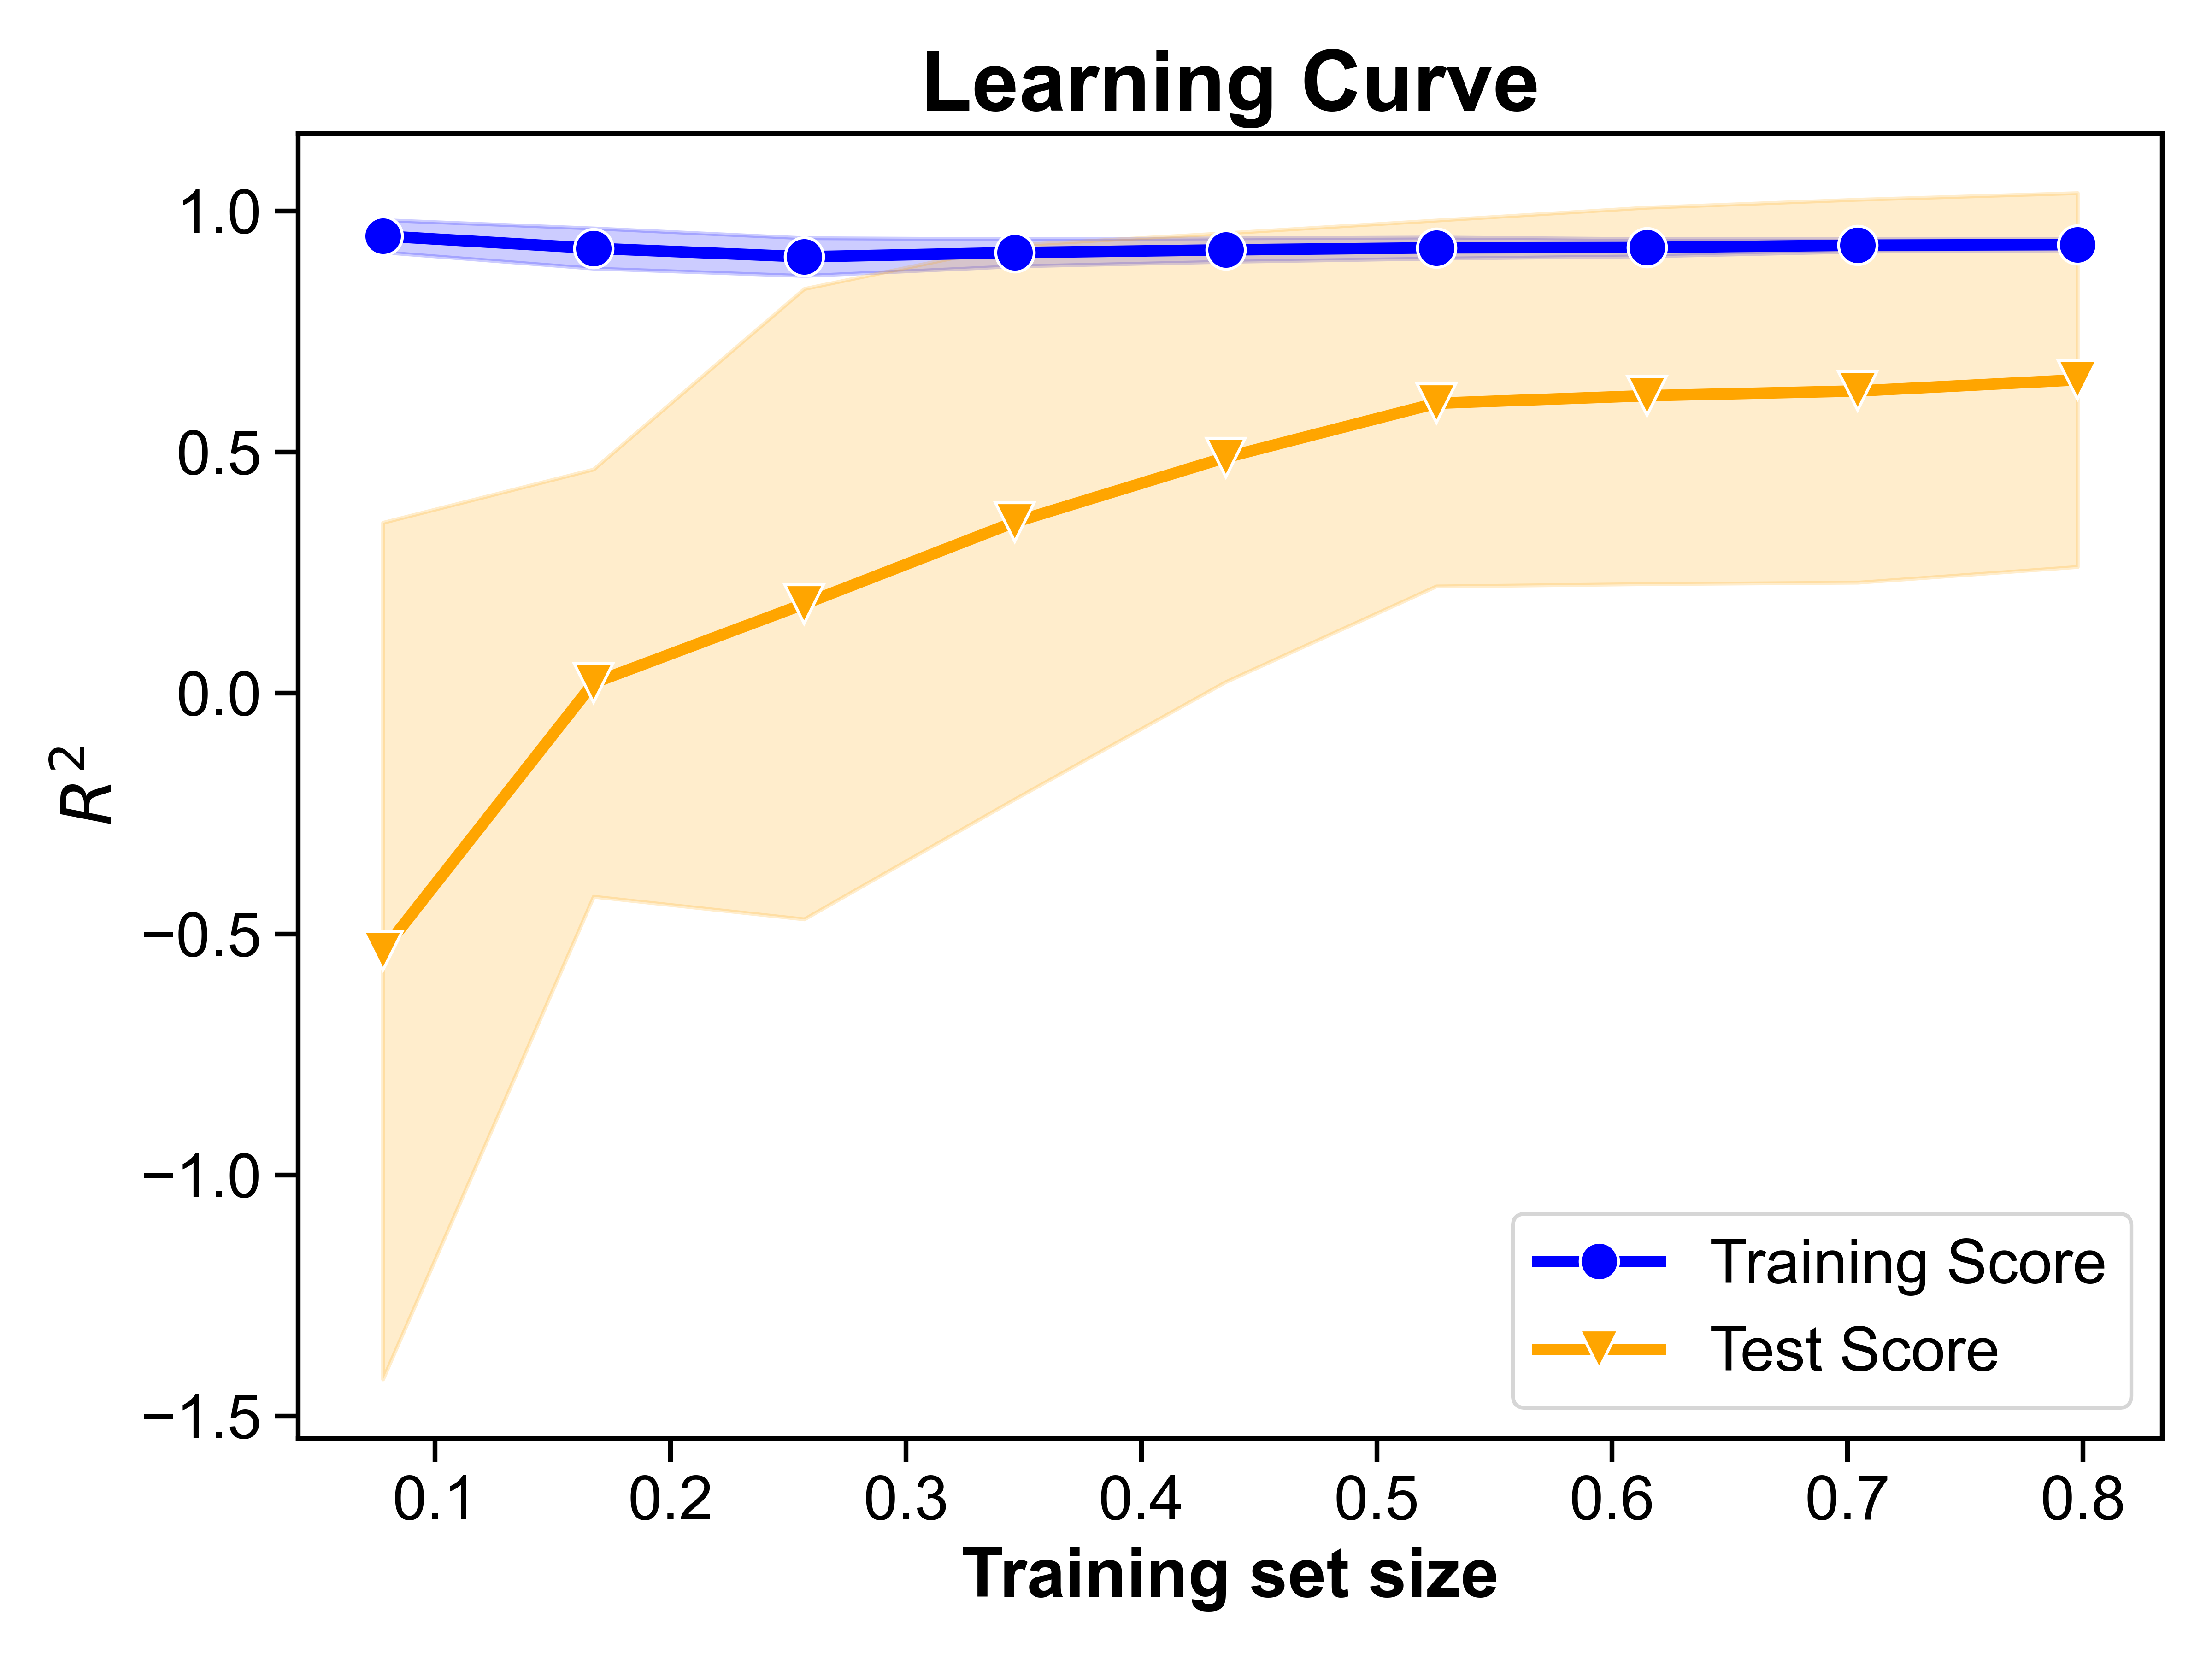 Learning Curve
1.0
0.5
0.0
−0.5
−1.0
−1.5
R²
0.1 0.2 0.3 0.4 0.5 0.6 0.7 0.8
Training set size
Training Score
Test Score